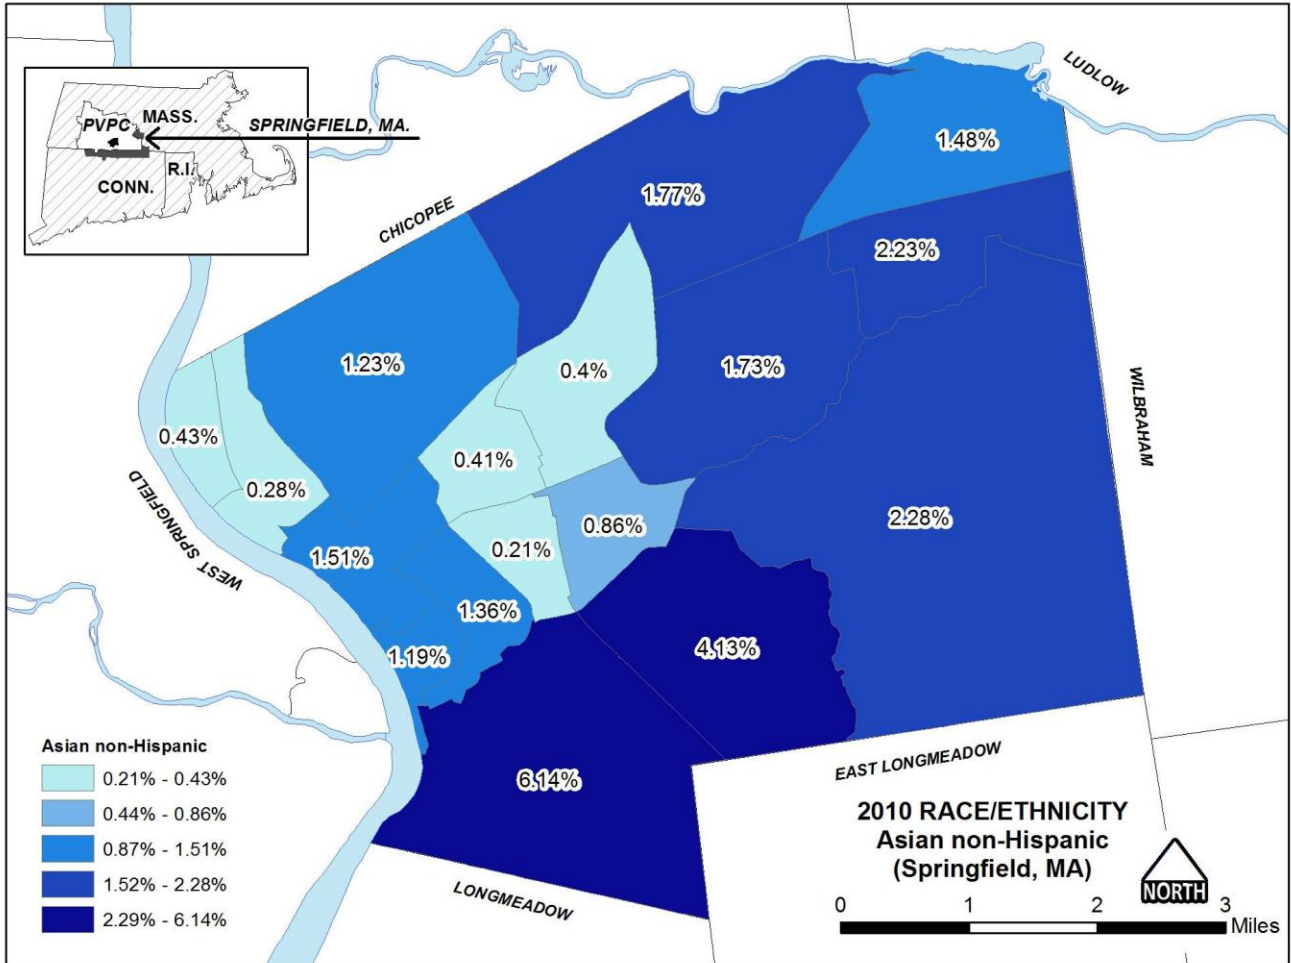 LUDLOW
PVPC
MASS.
SPRINGFIELD, MA.
R.I.
CONN.
CHICOPEE
1.48%
1.77%
2.23%
1.23%
0.4%
1.73%
WILBRAHAM
0.43%
0.41%
0.28%
WEST SPRINGFIELD
0.86%
2.28%
1.51%
0.21%
1.36%
4.13%
1.19%
6.14%
EAST LONGMEADOW
LONGMEADOW
Asian non-Hispanic
0.21% - 0.43%
0.44% - 0.86%
0.87% - 1.51%
1.52% - 2.28%
2.29% - 6.14%
2010 RACE/ETHNICITY
Asian non-Hispanic
(Springfield, MA)
NORTH
0 1 2 3
Miles